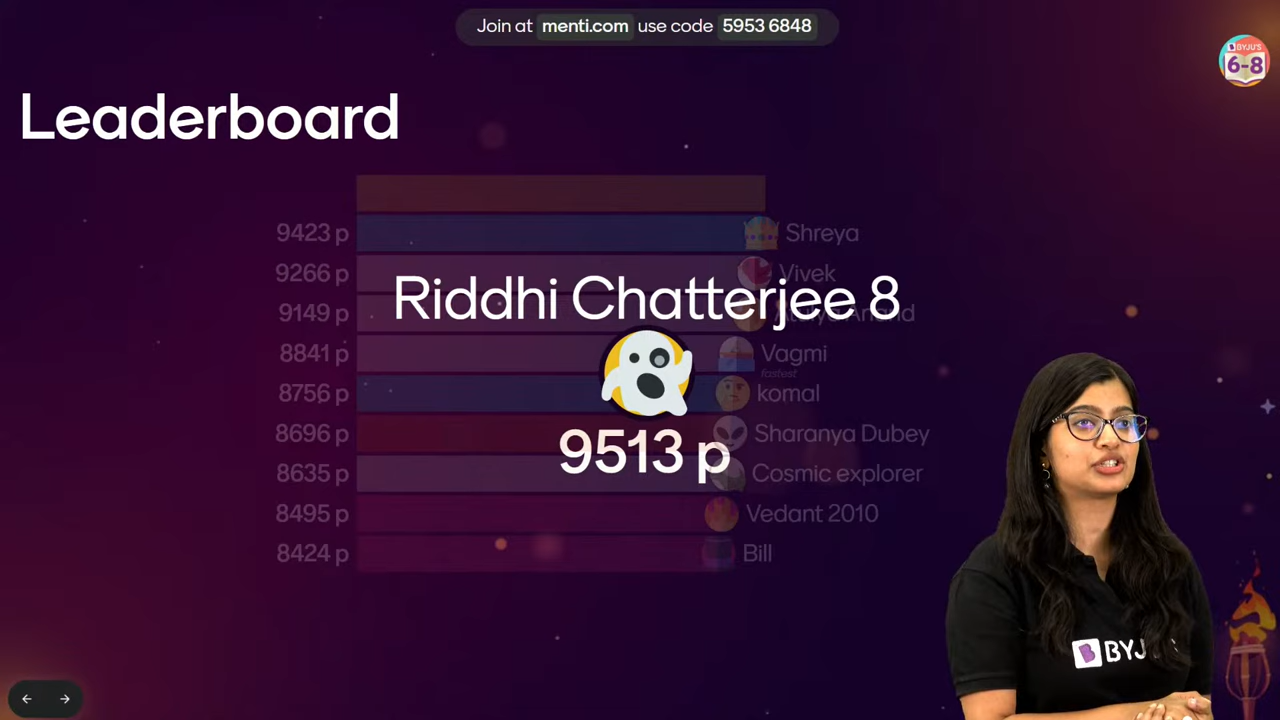 Join at menti.com use code 5953 6848
BYJU'S
6-8
Leaderboard
9423 p Shreya
9266 p Vivek
Riddhi Chatterjee 8
9149 p Anand
8841 p Vagmi
fastest
8756 p komal
8696 p Sharanya Dubey
9513 p
8635 p Cosmic explorer
8495 p Vedant 2010
8424 p Bill
BYJU'S